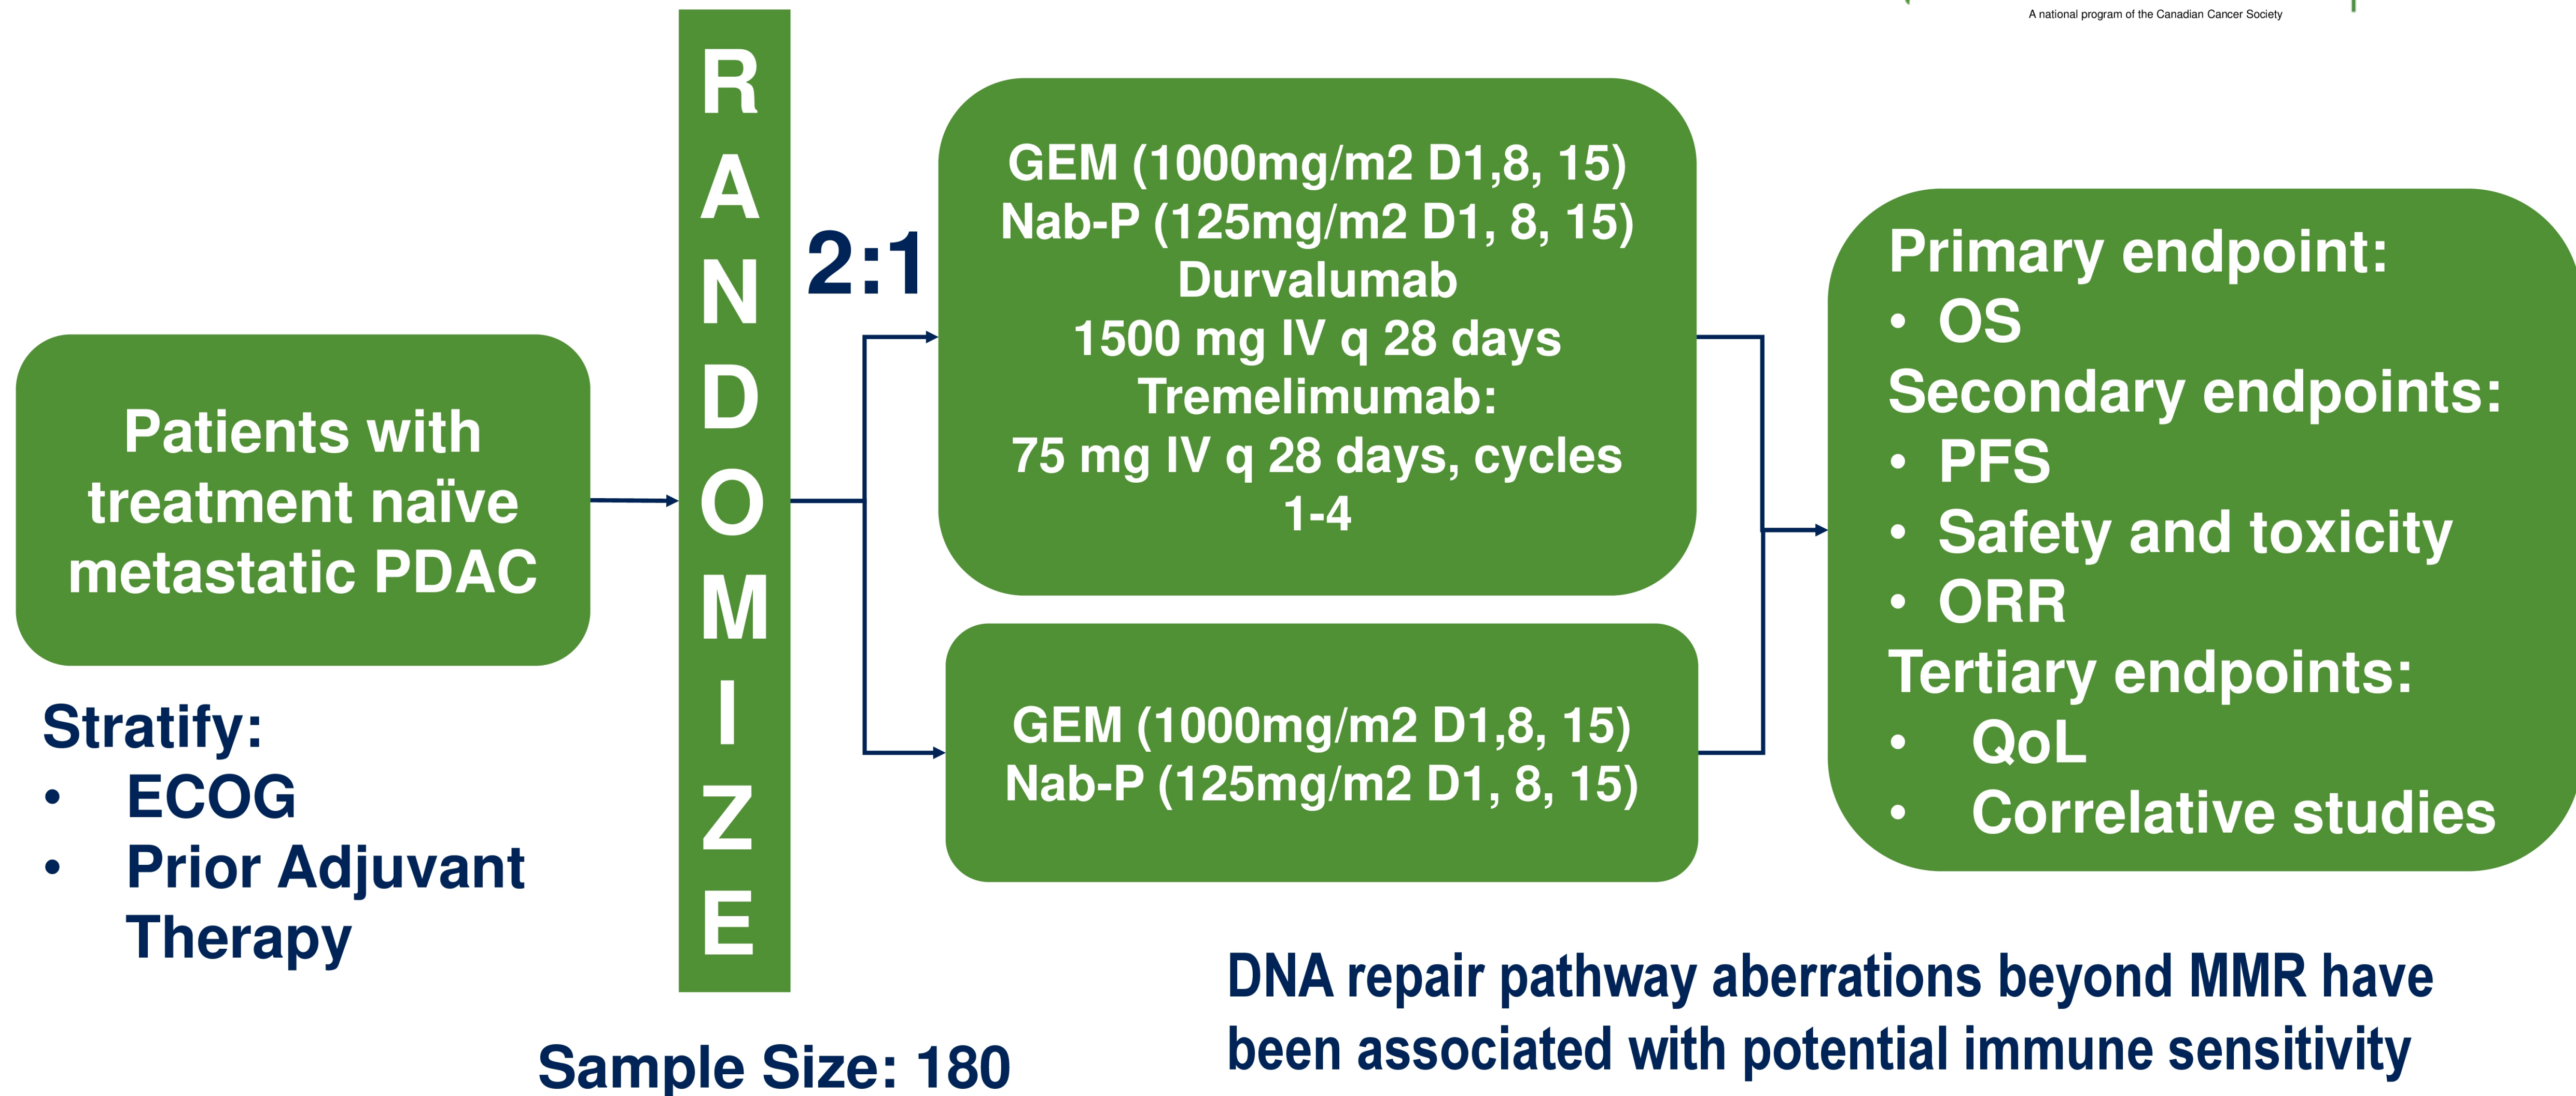 A national program of the Canadian Cancer Society
Patients with
treatment naïve
metastatic PDAC
Stratify:
• ECOG
• Prior Adjuvant
Therapy
RANDOMIZE
Sample Size: 180
2:1
GEM (1000mg/m2 D1,8, 15)
Nab-P (125mg/m2 D1, 8, 15)
Durvalumab
1500 mg IV q 28 days
Tremelimumab:
75 mg IV q 28 days, cycles
1-4
GEM (1000mg/m2 D1,8, 15)
Nab-P (125mg/m2 D1, 8, 15)
Primary endpoint:
• OS
Secondary endpoints:
• PFS
• Safety and toxicity
• ORR
Tertiary endpoints:
• QoL
• Correlative studies
DNA repair pathway aberrations beyond MMR have
been associated with potential immune sensitivity